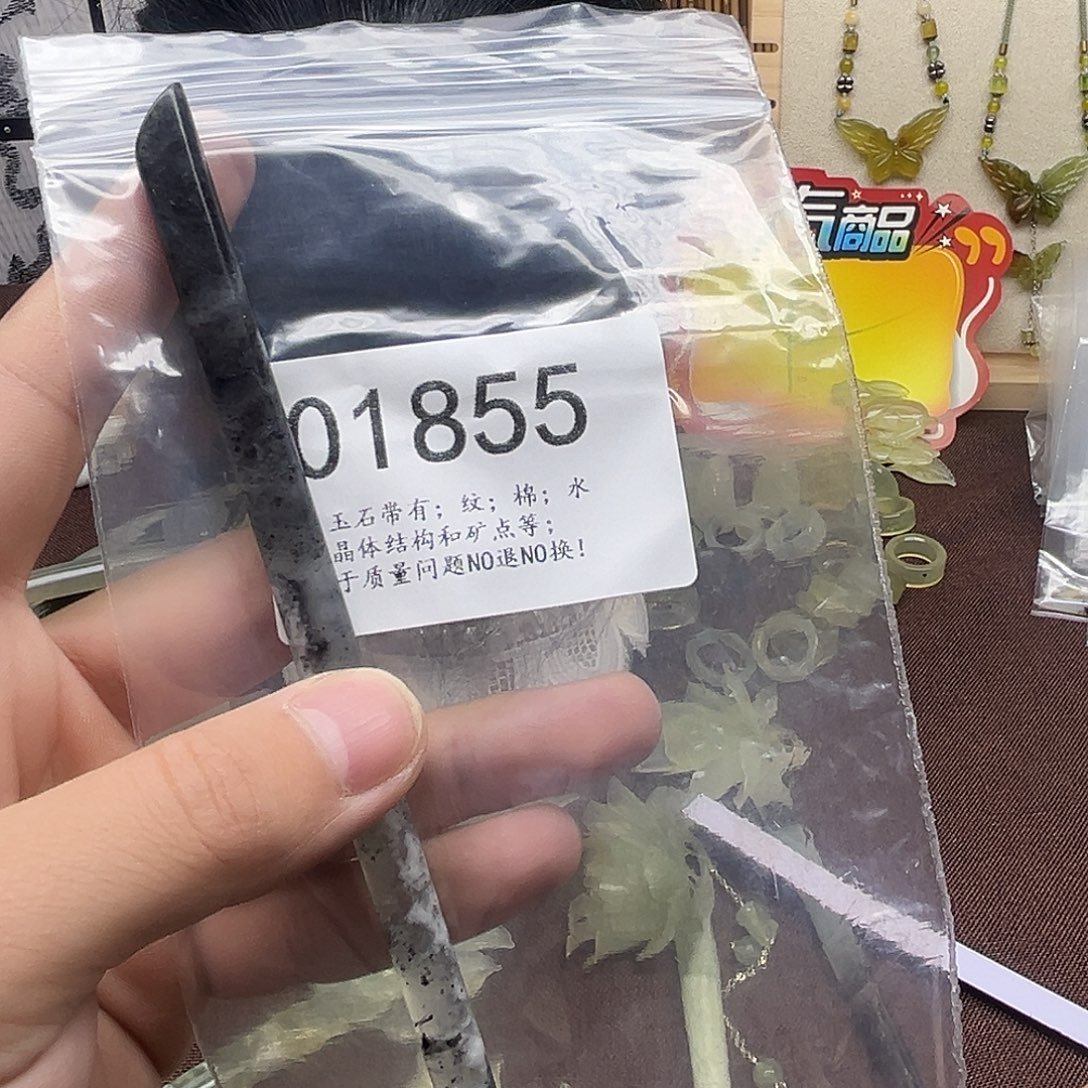 气商品
01855
玉石带有；纹；棉；水
晶体结构和矿点等；
于质量问题NO退NO换！